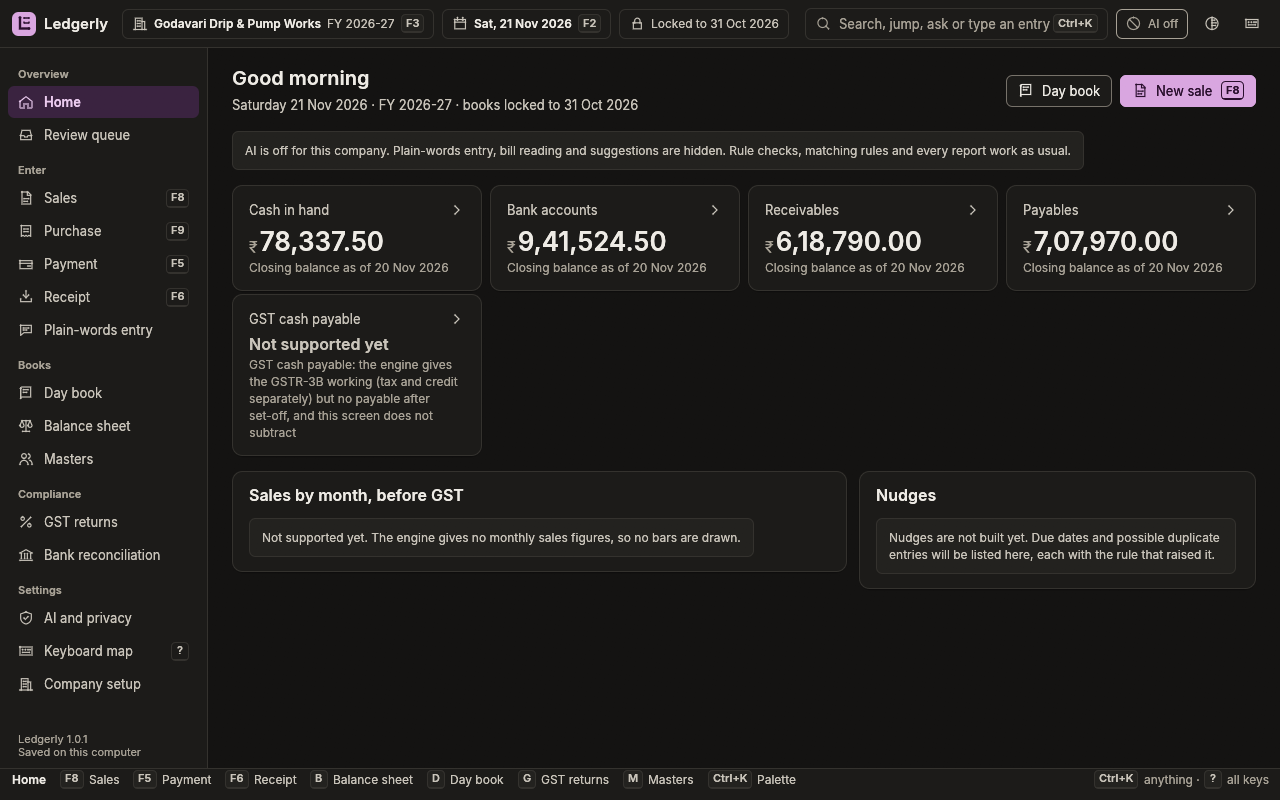 Ledgerly
Godavari Drip & Pump Works FY 2026-27 F3
Sat, 21 Nov 2026 F2
Locked to 31 Oct 2026
Search, jump, ask or type an entry Ctrl+K
AI off
Overview
Home
Review queue
Enter
Sales F8
Purchase F9
Payment F5
Receipt F6
Plain-words entry
Books
Day book
Balance sheet
Masters
Compliance
GST returns
Bank reconciliation
Settings
AI and privacy
Keyboard map ?
Company setup
Ledgerly 1.0.1
Saved on this computer
Good morning
Saturday 21 Nov 2026 · FY 2026-27 · books locked to 31 Oct 2026
Day book
New sale F8
AI is off for this company. Plain-words entry, bill reading and suggestions are hidden. Rule checks, matching rules and every report work as usual.
Cash in hand
₹78,337.50
Closing balance as of 20 Nov 2026
Bank accounts
₹9,41,524.50
Closing balance as of 20 Nov 2026
Receivables
₹6,18,790.00
Closing balance as of 20 Nov 2026
Payables
₹7,07,970.00
Closing balance as of 20 Nov 2026
GST cash payable
Not supported yet
GST cash payable: the engine gives
the GSTR-3B working (tax and credit
separately) but no payable after
set-off, and this screen does not
subtract
Sales by month, before GST
Not supported yet. The engine gives no monthly sales figures, so no bars are drawn.
Nudges
Nudges are not built yet. Due dates and possible duplicate
entries will be listed here, each with the rule that raised it.
Home F8 Sales F5 Payment F6 Receipt B Balance sheet D Day book G GST returns M Masters Ctrl+K Palette
Ctrl+K anything · ? all keys